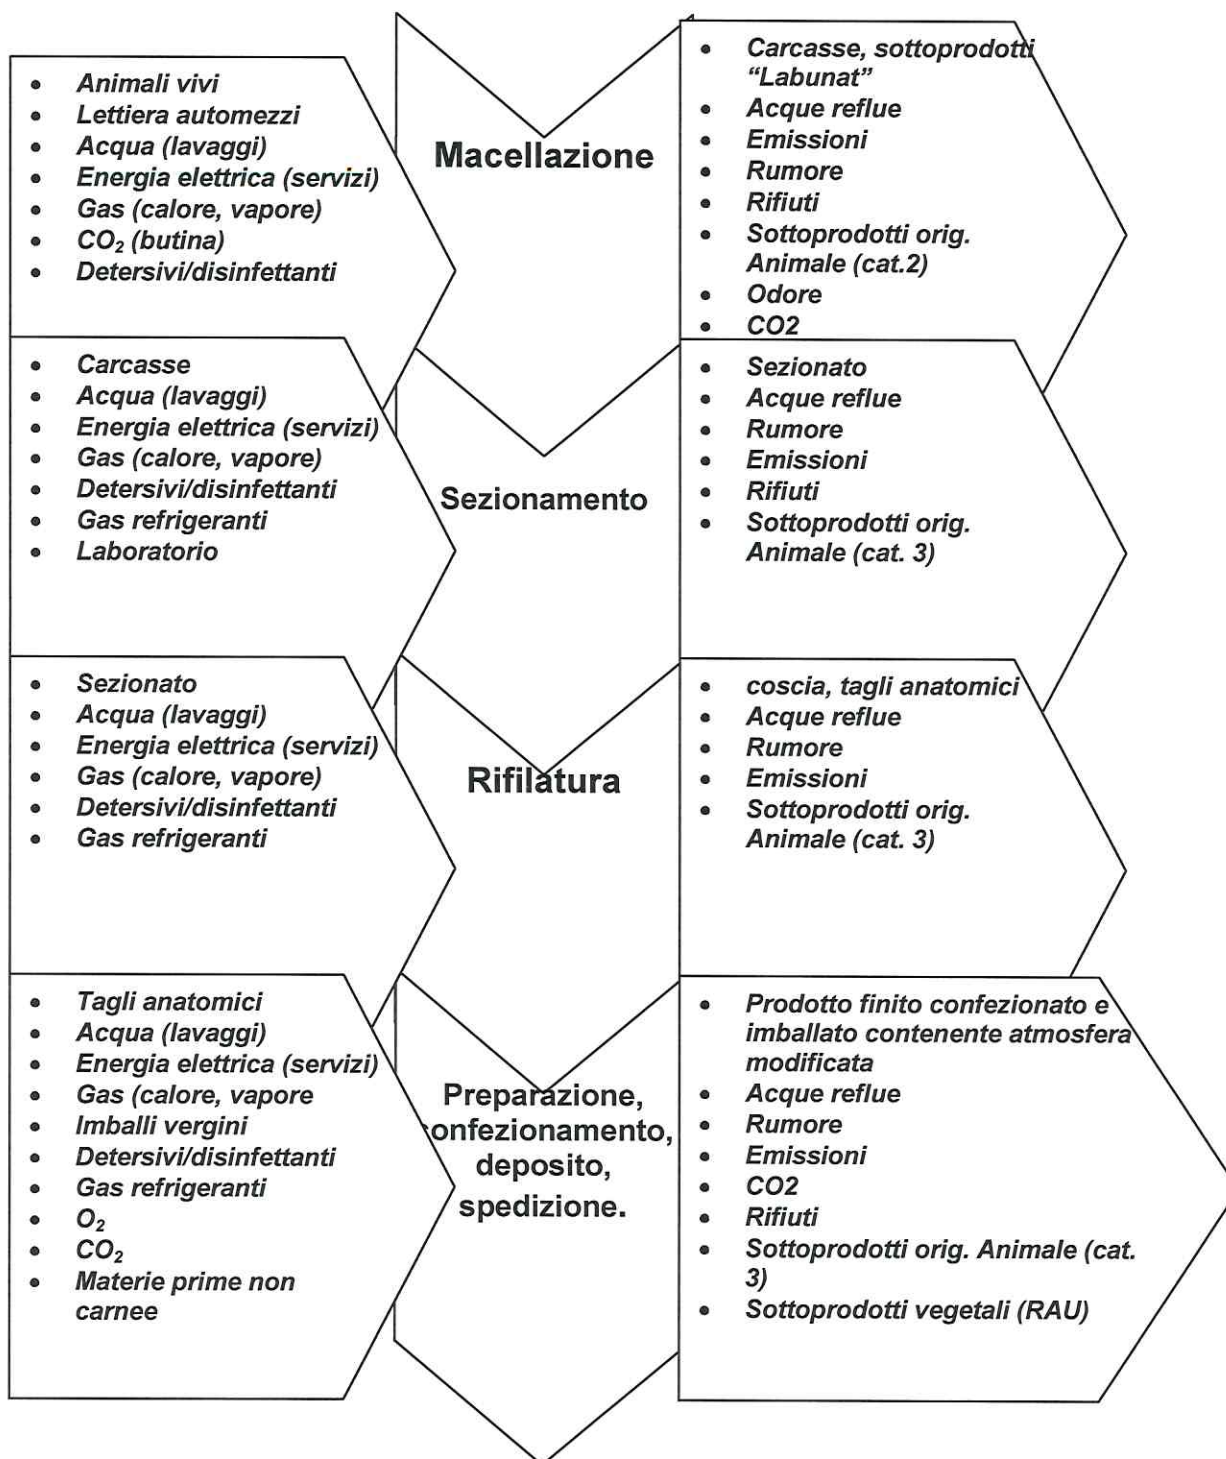 • Animali vivi
• Lettiera automezzi
• Acqua (lavaggi)
• Energia elettrica (servizi)
• Gas (calore, vapore)
• CO₂ (butina)
• Detersivi/disinfettanti
Macellazione
• Carcasse, sottoprodotti
“Labunat”
• Acque reflue
• Emissioni
• Rumore
• Rifiuti
• Sottoprodotti orig.
Animale (cat.2)
• Odore
• CO2
• Carcasse
• Acqua (lavaggi)
• Energia elettrica (servizi)
• Gas (calore, vapore)
• Detersivi/disinfettanti
• Gas refrigeranti
• Laboratorio
Sezionamento
• Sezionato
• Acque reflue
• Rumore
• Emissioni
• Rifiuti
• Sottoprodotti orig.
Animale (cat. 3)
• Sezionato
• Acqua (lavaggi)
• Energia elettrica (servizi)
• Gas (calore, vapore)
• Detersivi/disinfettanti
• Gas refrigeranti
Rifilatura
• coscia, tagli anatomici
• Acque reflue
• Rumore
• Emissioni
• Sottoprodotti orig.
Animale (cat. 3)
• Tagli anatomici
• Acqua (lavaggi)
• Energia elettrica (servizi)
• Gas (calore, vapore
• Imballi vergini
• Detersivi/disinfettanti
• Gas refrigeranti
• O₂
• CO₂
• Materie prime non
carnee
Preparazione,
confezionamento,
deposito,
spedizione.
• Prodotto finito confezionato e
imballato contenente atmosfera
modificata
• Acque reflue
• Rumore
• Emissioni
• CO2
• Rifiuti
• Sottoprodotti orig. Animale (cat.
3)
• Sottoprodotti vegetali (RAU)